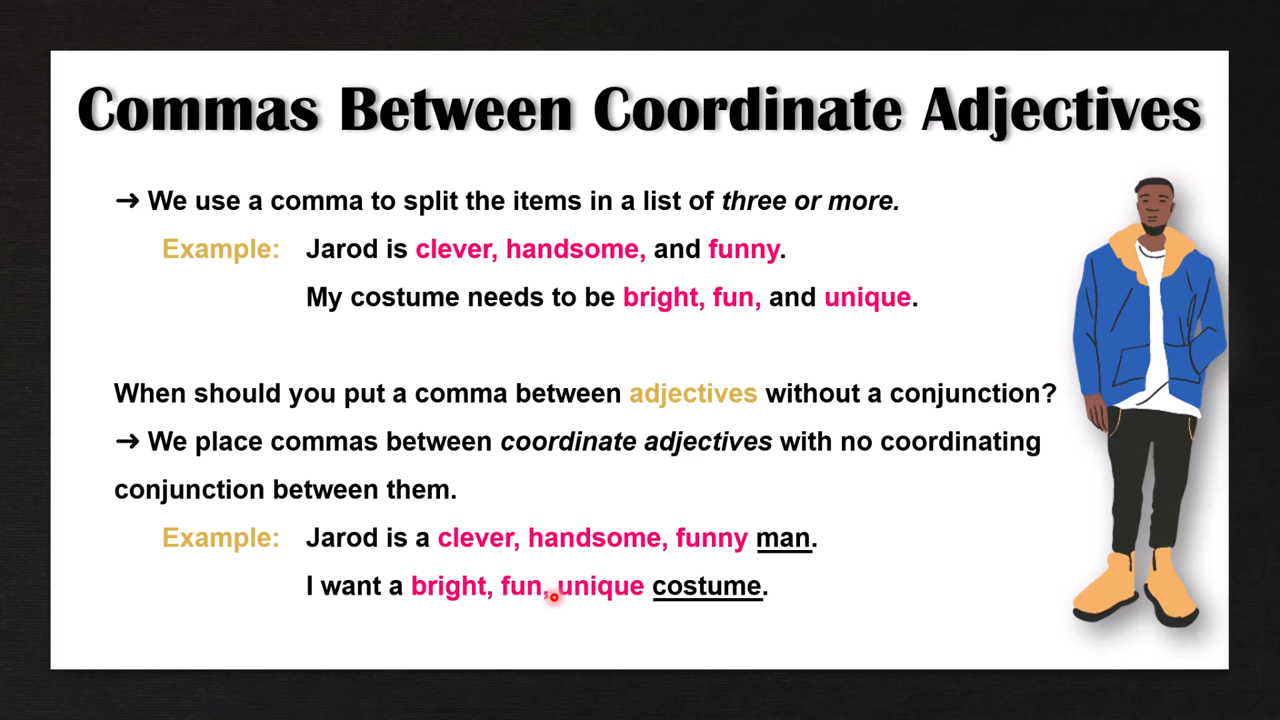 Commas Between Coordinate Adjectives
→ We use a comma to split the items in a list of three or more.
Example: Jarod is clever, handsome, and funny.
My costume needs to be bright, fun, and unique.
When should you put a comma between adjectives without a conjunction?
→ We place commas between coordinate adjectives with no coordinating
conjunction between them.
Example: Jarod is a clever, handsome, funny man.
I want a bright, fun, unique costume.